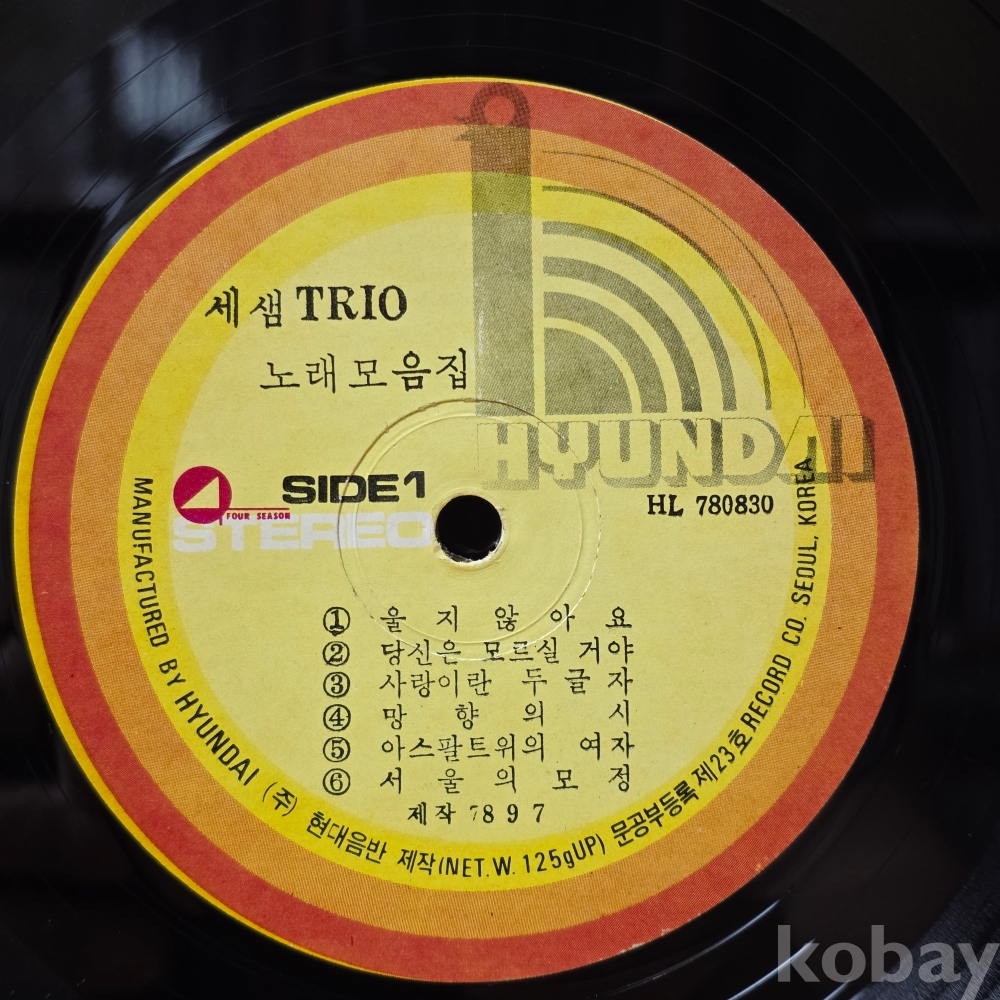 HYUNDAI
세샘 TRIO
노래모음집
SIDE 1
FOUR SEASON
STEREO
HL 780830
① 울지않아요
② 당신은 모르실 거야
③ 사랑이란 두글자
④ 망향의 시
⑤ 아스팔트위의 여자
⑥ 서울의 모정
제작 7897
MANUFACTURED BY HYUNDAI (주) 현대음반 제작(NET.W. 125gUP) 문공부등록 제23호 RECORD CO. SEOUL, KOREA
kobay